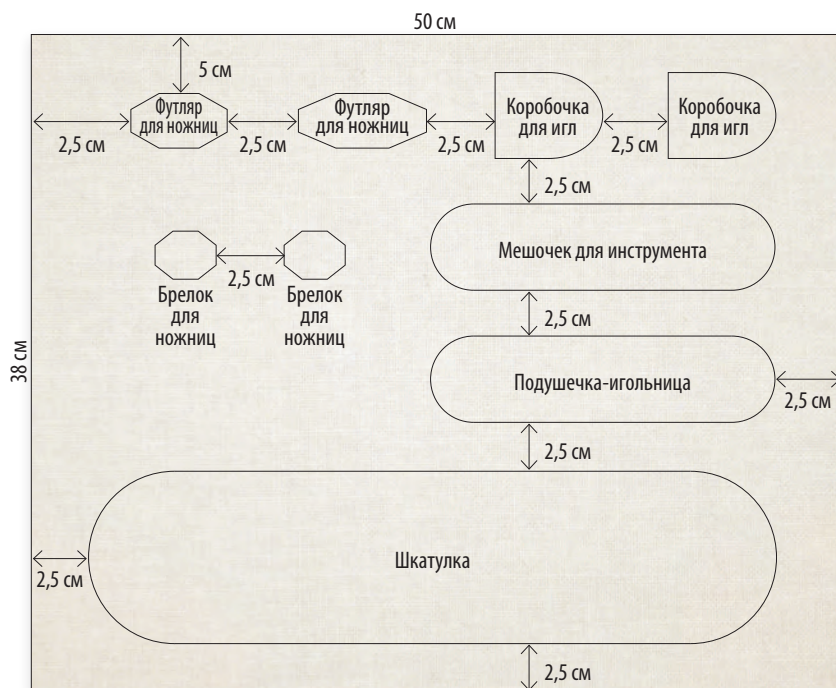 50 см
5 см
Футляр
для ножниц
Футляр
для ножниц
Коробочка
для игл
Коробочка
для игл
2,5 см
2,5 см
2,5 см
2,5 см
2,5 см
Мешочек для инструмента
2,5 см
Брелок
для
ножниц
Брелок
для
ножниц
2,5 см
38 см
Подушечка-игольница
2,5 см
2,5 см
Шкатулка
2,5 см
2,5 см